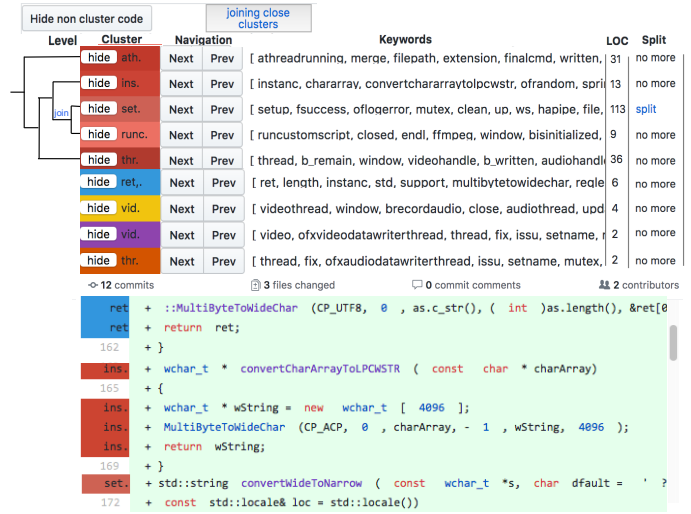 Hide non cluster code
joining close clusters
Level Cluster Navigation Keywords LOC Split
hide ath. Next Prev [ athreadrunning, merge, filepath, extension, finalcmd, written, 31 no more
hide ins. Next Prev [ instanc, chararray, convertchararraytolpcwstr, ofrandom, spri 13 no more
join hide set. Next Prev [ setup, fsuccess, oflogerror, mutex, clean, up, ws, hapipe, file, 113 split
hide runc. Next Prev [ runcustomscript, closed, endl, ffmpeg, window, bisinitialized, 9 no more
hide thr. Next Prev [ thread, b_remain, window, videohandle, b_written, audiohandl 36 no more
hide ret,. Next Prev [ ret, length, instanc, std, support, multibytetowidechar, reqle 6 no more
hide vid. Next Prev [ videothread, window, brecordaudio, close, audiothread, upd 4 no more
hide vid. Next Prev [ video, ofxvideodatawriterthread, thread, fix, issu, setname, r 2 no more
hide thr. Next Prev [ thread, fix, ofxaudiodatawriterthread, issu, setname, mutex, 2 no more
12 commits 3 files changed 0 commit comments 2 contributors
ret + ::MultiByteToWideChar (CP_UTF8, 0 , as.c_str(), ( int )as.length(), &ret[0
ret + return ret;
162 + }
ins. + wchar_t * convertCharArrayToLPCWSTR ( const char * charArray)
165 + {
ins. + wchar_t * wString = new wchar_t [ 4096 ];
ins. + MultiByteToWideChar (CP_ACP, 0 , charArray, - 1 , wString, 4096 );
ins. + return wString;
169 + }
set. + std::string convertWideToNarrow ( const wchar_t *s, char dfault = ' ?
172 + const std::locale& loc = std::locale())